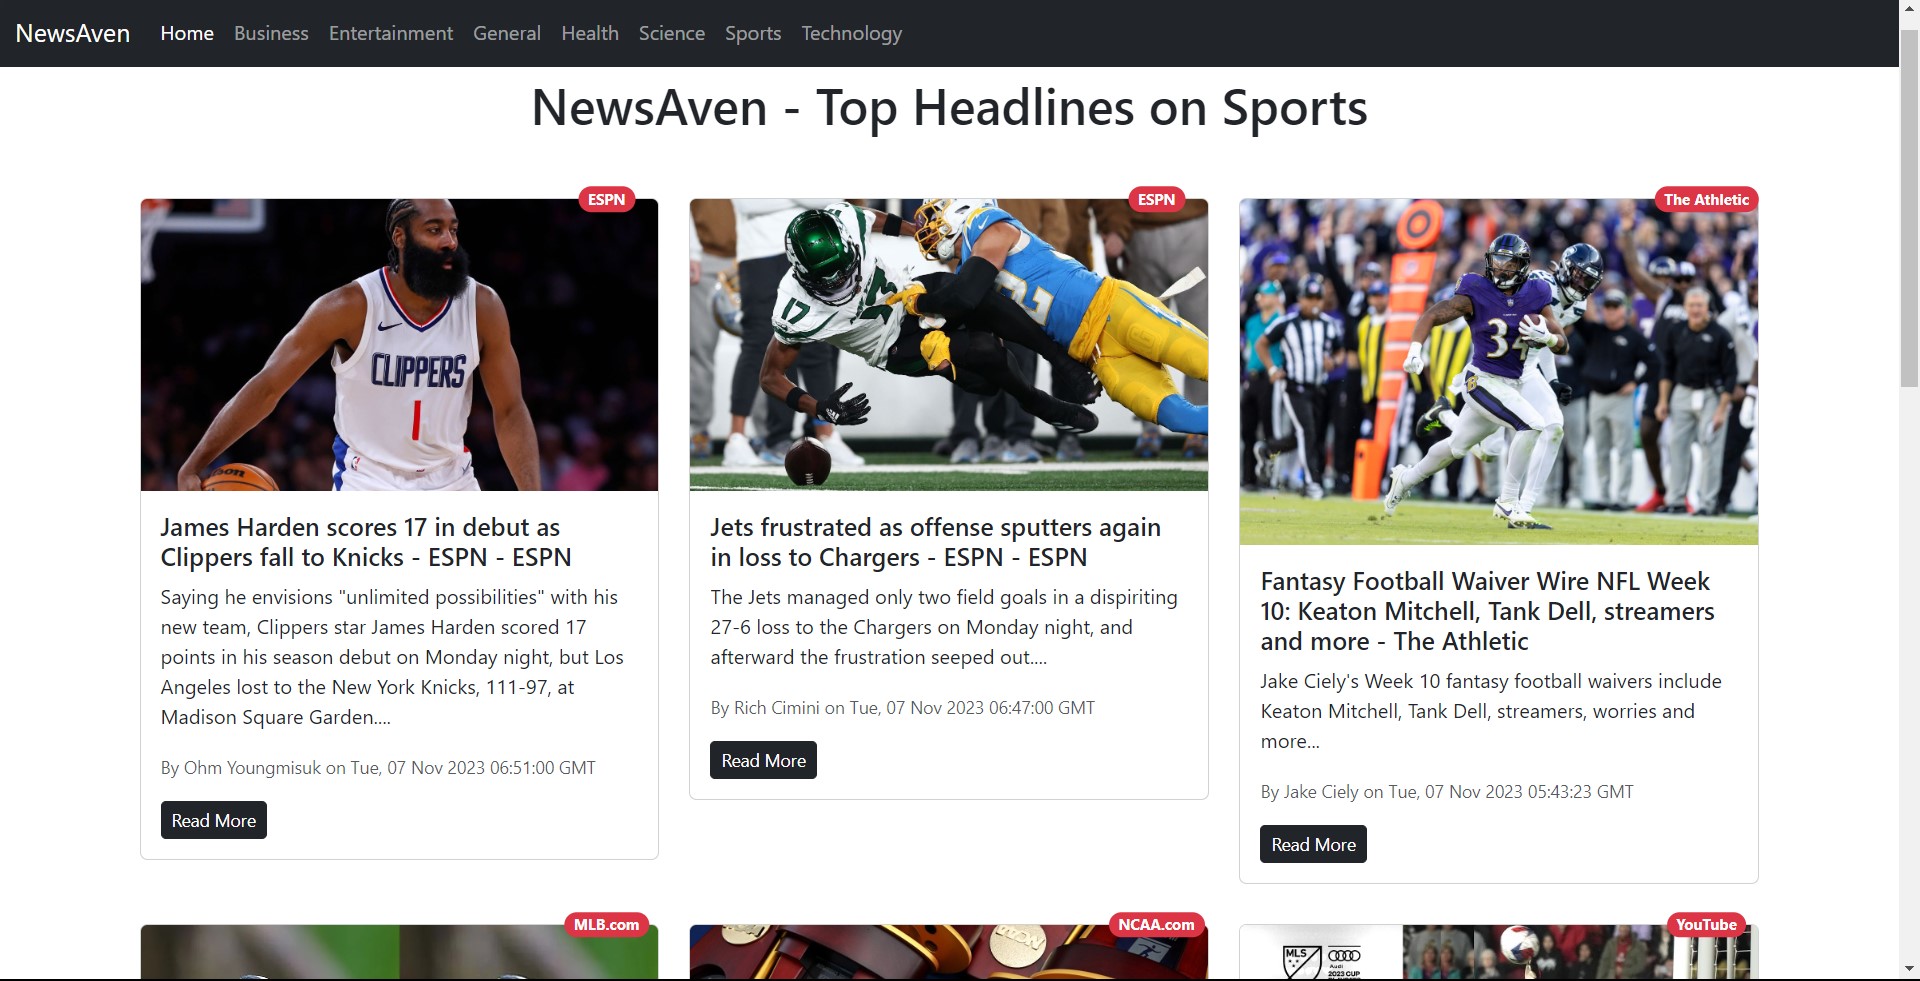 NewsAven Home Business Entertainment General Health Science Sports Technology
NewsAven - Top Headlines on Sports
ESPN
CLIPPERS
1
James Harden scores 17 in debut as
Clippers fall to Knicks - ESPN - ESPN
Saying he envisions "unlimited possibilities" with his
new team, Clippers star James Harden scored 17
points in his season debut on Monday night, but Los
Angeles lost to the New York Knicks, 111-97, at
Madison Square Garden....
By Ohm Youngmisuk on Tue, 07 Nov 2023 06:51:00 GMT
Read More
ESPN
17
Jets frustrated as offense sputters again
in loss to Chargers - ESPN - ESPN
The Jets managed only two field goals in a dispiriting
27-6 loss to the Chargers on Monday night, and
afterward the frustration seeped out....
By Rich Cimini on Tue, 07 Nov 2023 06:47:00 GMT
Read More
The Athletic
34
Fantasy Football Waiver Wire NFL Week
10: Keaton Mitchell, Tank Dell, streamers
and more - The Athletic
Jake Ciely's Week 10 fantasy football waivers include
Keaton Mitchell, Tank Dell, streamers, worries and
more...
By Jake Ciely on Tue, 07 Nov 2023 05:43:23 GMT
Read More
MLB.com
NCAA.com
YouTube
MLS
Audi
2023 CUP